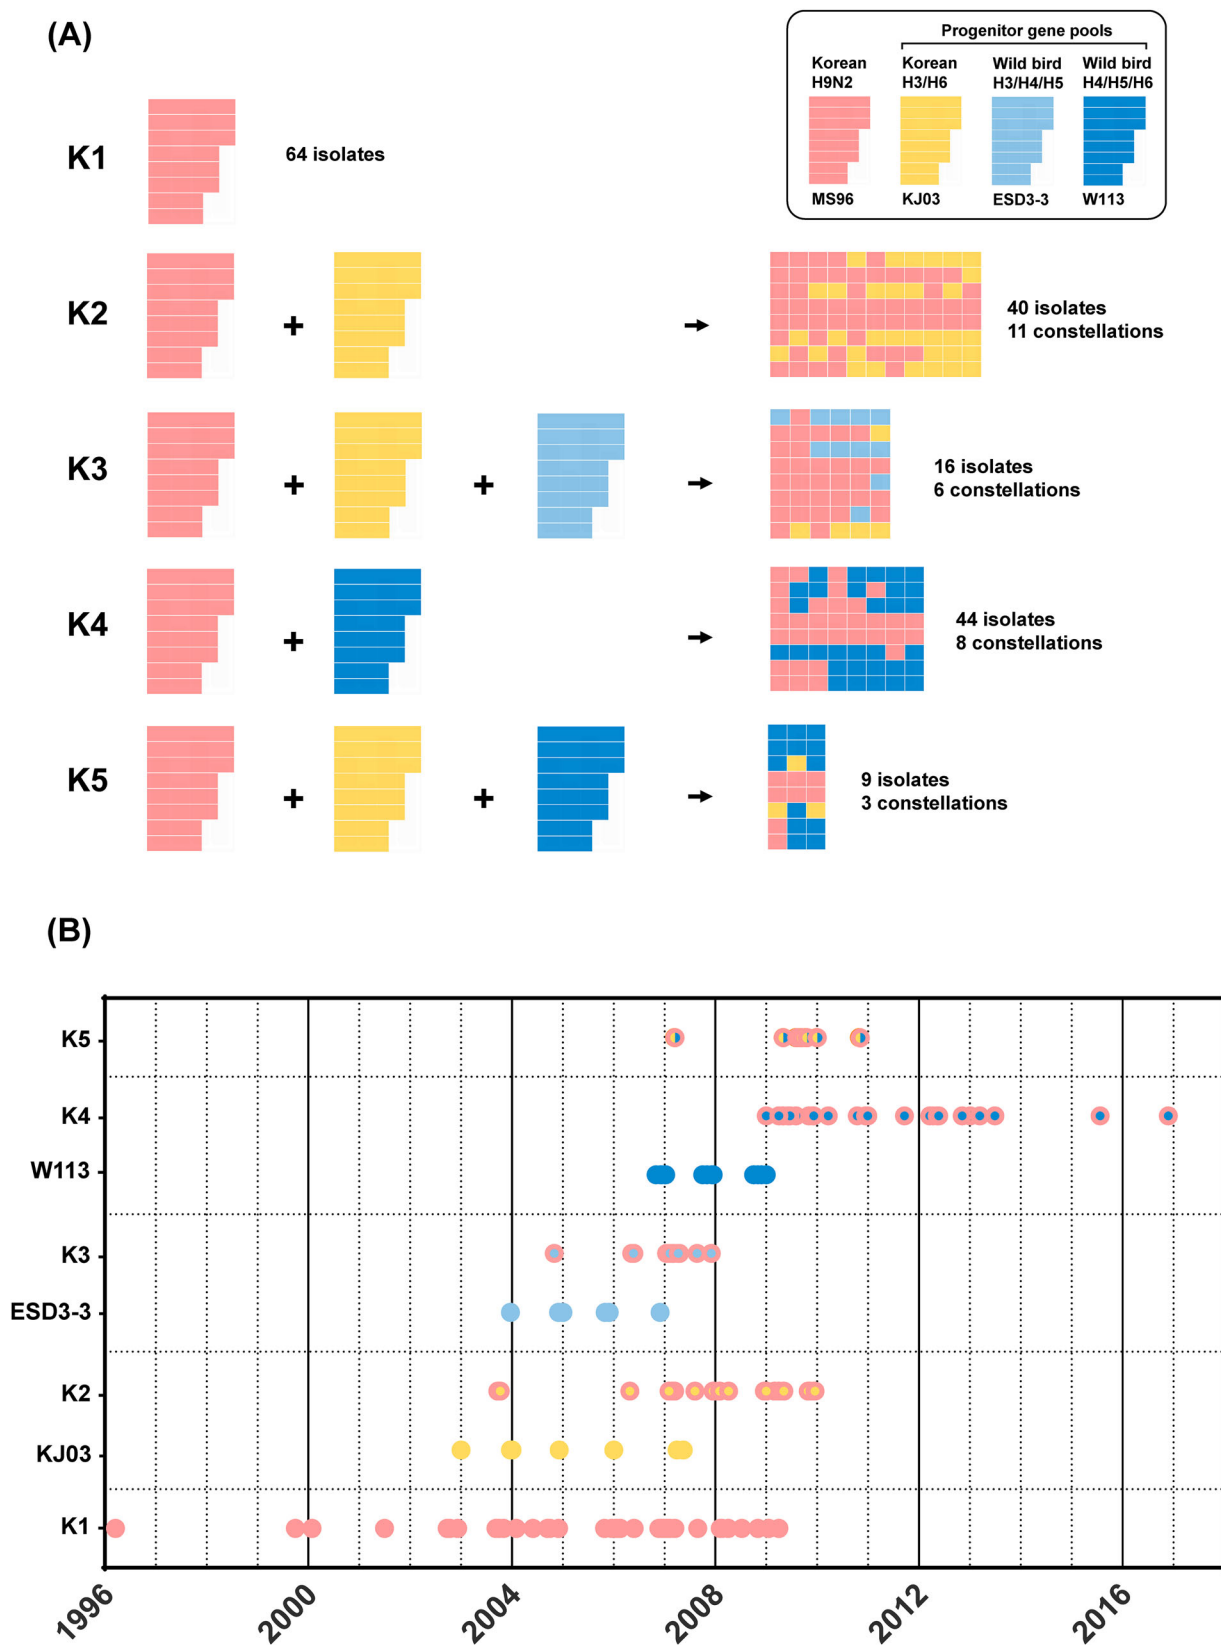 (A)
Progenitor gene pools
Korean H9N2
Korean H3/H6
Wild bird H3/H4/H5
Wild bird H4/H5/H6
MS96
KJ03
ESD3-3
W113
K1
64 isolates
K2
+
40 isolates
11 constellations
K3
+
+
16 isolates
6 constellations
K4
+
44 isolates
8 constellations
K5
+
+
9 isolates
3 constellations
(B)
K5
K4
W113
K3
ESD3-3
K2
KJ03
K1
1996
2000
2004
2008
2012
2016